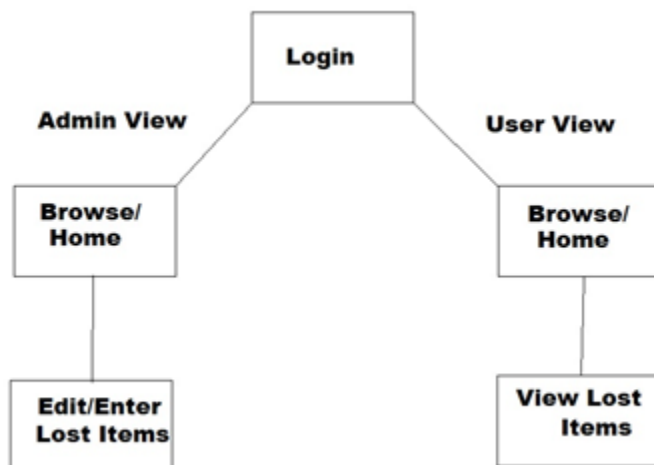 Login
Admin View
User View
Browse/
Home
Browse/
Home
Edit/Enter
Lost Items
View Lost
Items